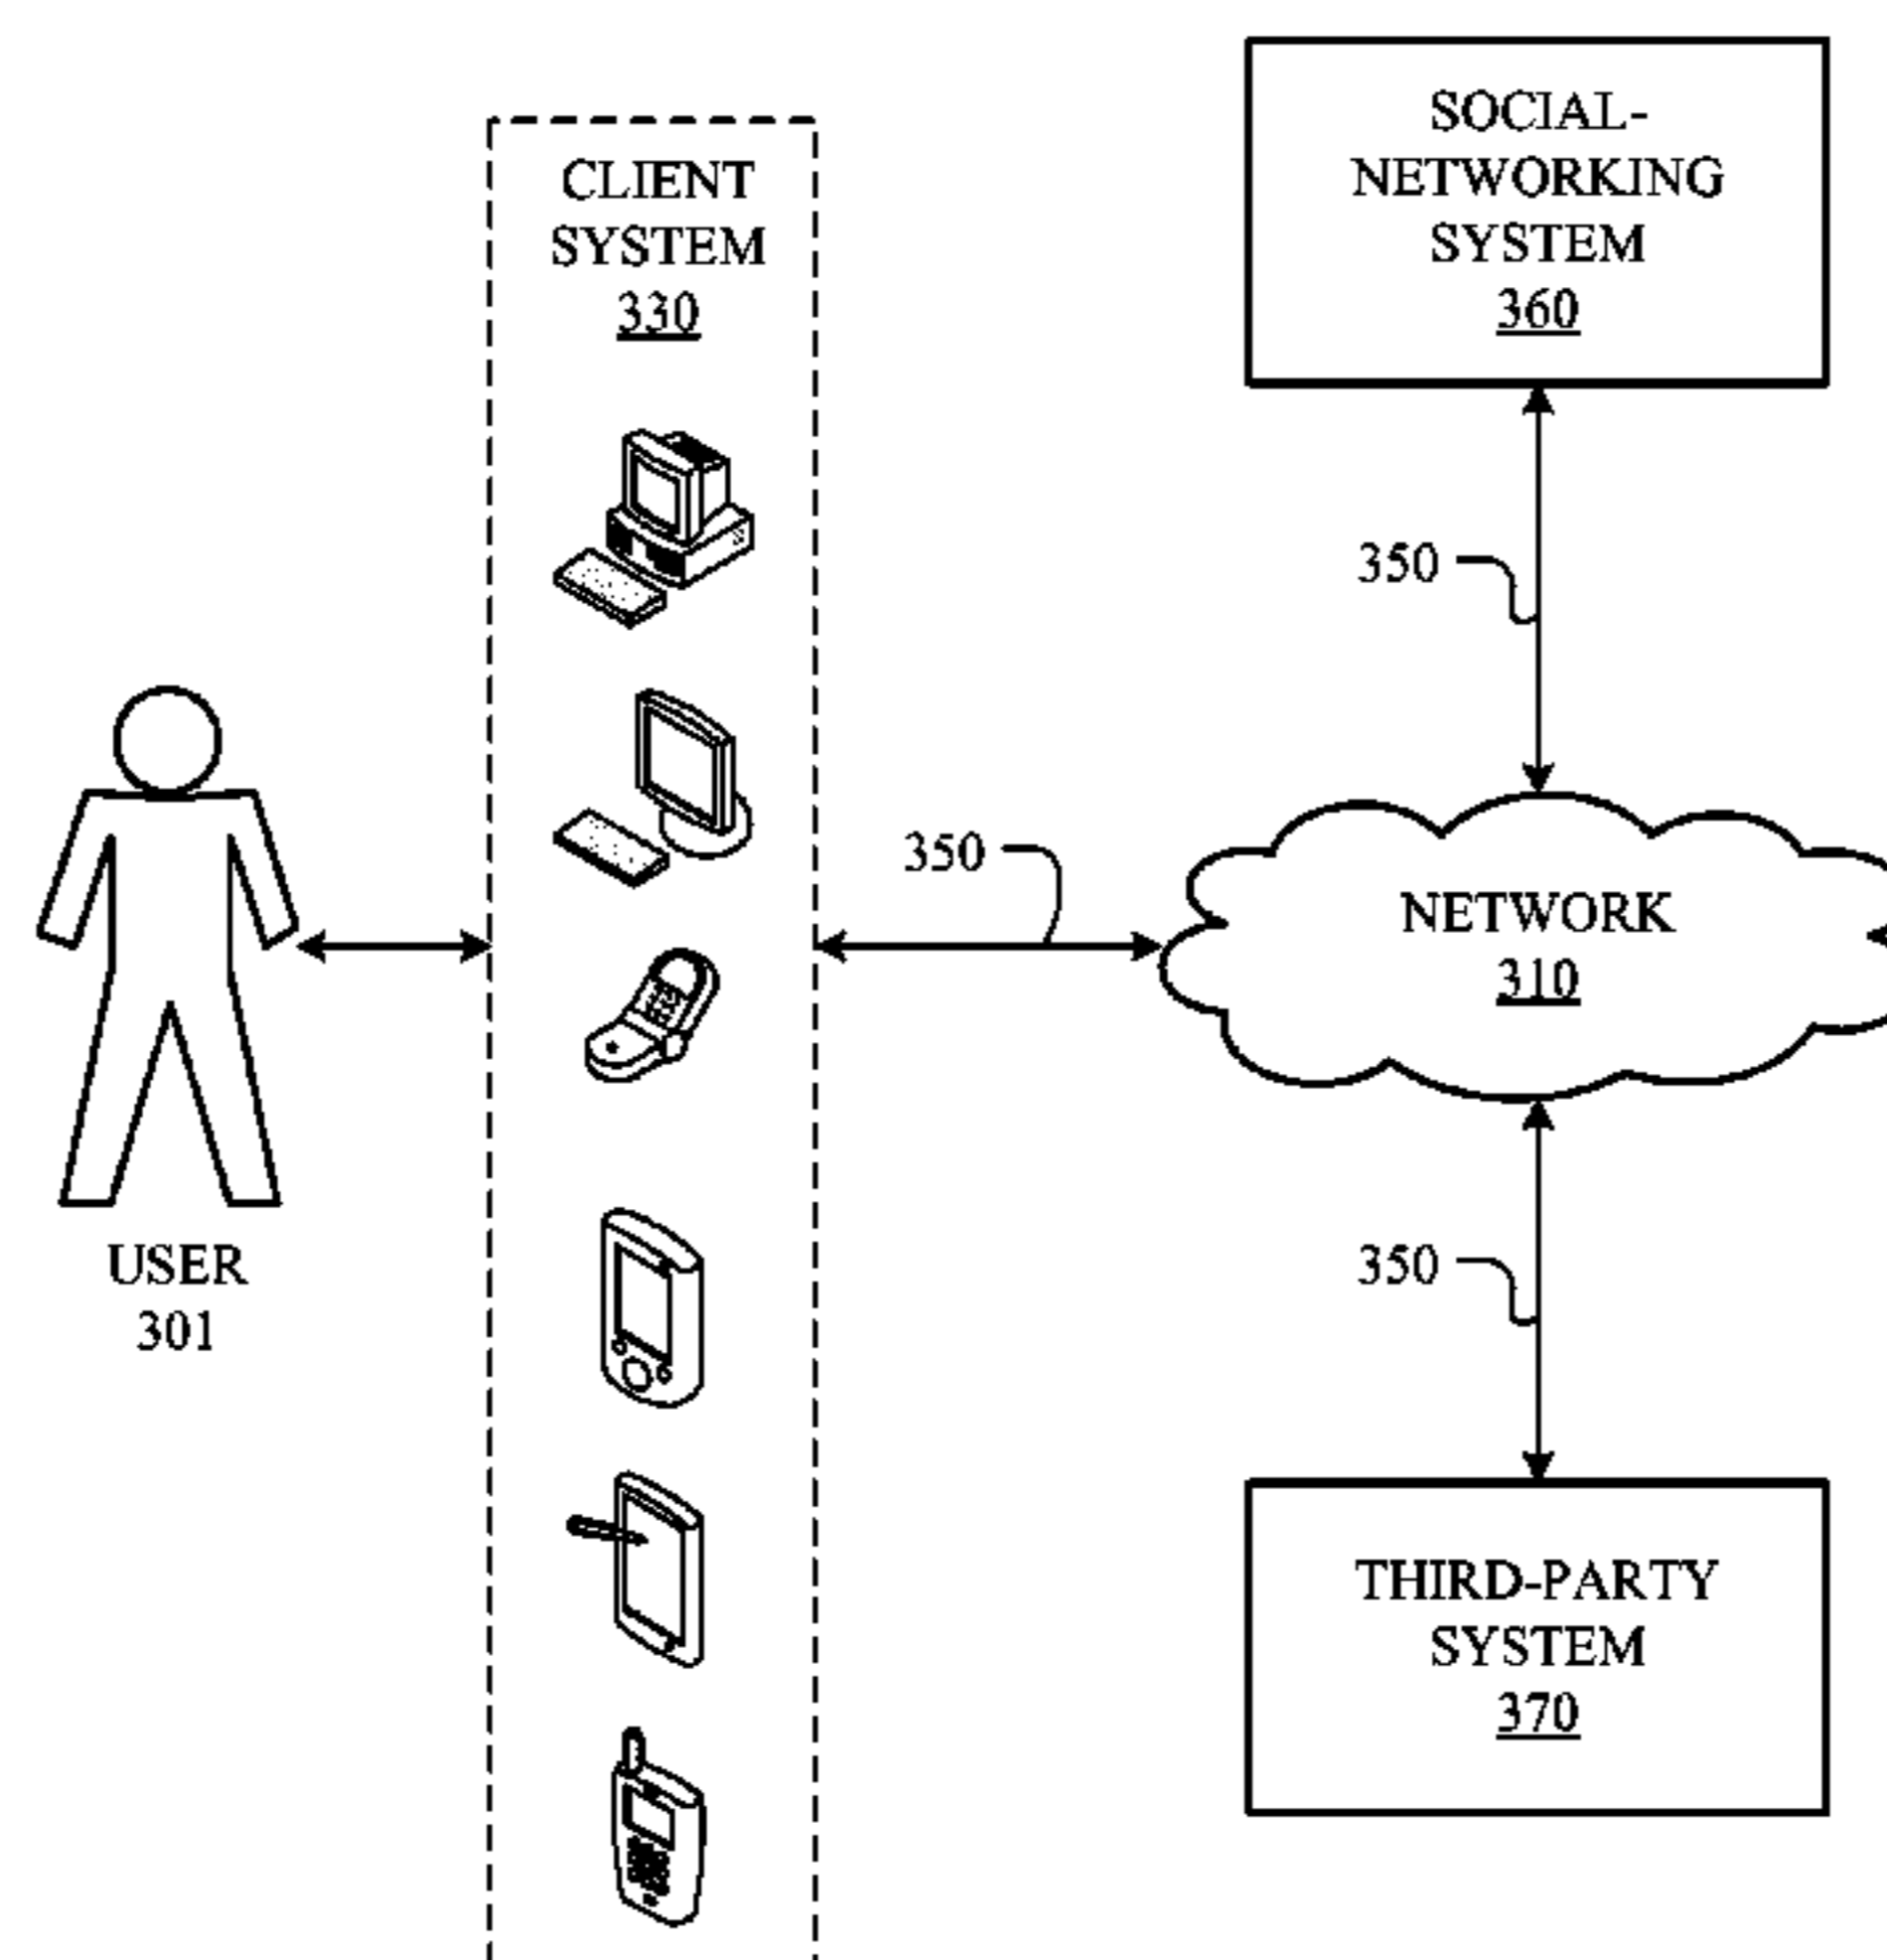 SOCIAL-
NETWORKING
SYSTEM
360
CLIENT
SYSTEM
330
350
350
NETWORK
310
USER
301
350
THIRD-PARTY
SYSTEM
370